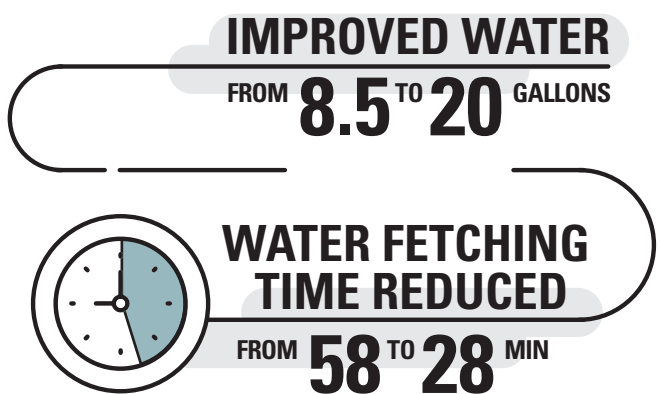 IMPROVED WATER
FROM 8.5 TO 20 GALLONS
WATER FETCHING
TIME REDUCED
FROM 58 TO 28 MIN